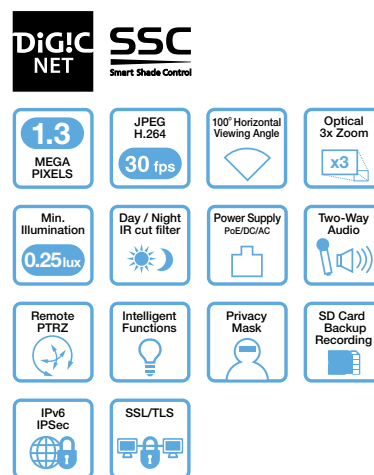 DiG!C
NET
SSC
Smart Shade Control
1.3
MEGA
PIXELS
JPEG
H.264
30 fps
100° Horizontal
Viewing Angle
Optical
3x Zoom
x3
Min.
Illumination
0.25lux
Day / Night
IR cut filter
Power Supply
PoE/DC/AC
Two-Way
Audio
Remote
PTRZ
Intelligent
Functions
Privacy
Mask
SD Card
Backup
Recording
IPv6
IPSec
SSL/TLS